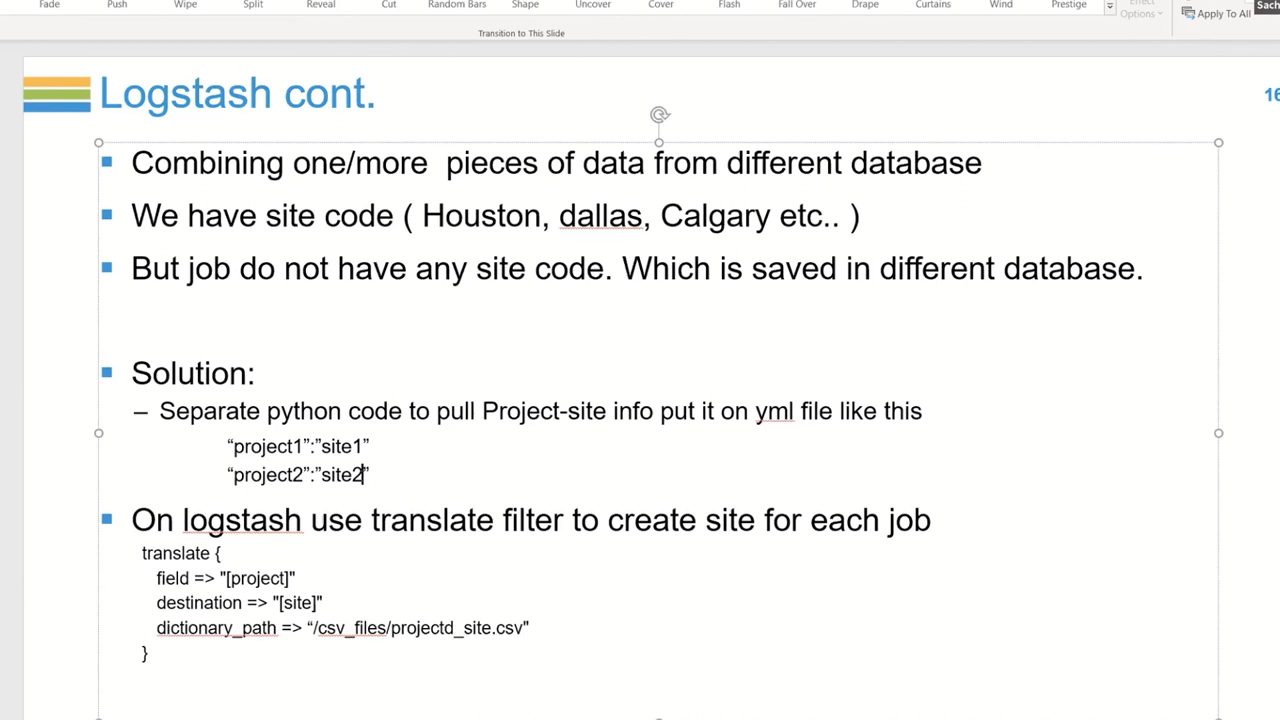 Fade Push Wipe Split Reveal Cut Random Bars Shape Uncover Cover Flash Fall Over Drape Curtains Wind Prestige Effect
Options Apply To All Sach
Transition to This Slide
Logstash cont. 16
Combining one/more  pieces of data from different database
We have site code ( Houston, dallas, Calgary etc.. )
But job do not have any site code. Which is saved in different database.
Solution:
– Separate python code to pull Project-site info put it on yml file like this
“project1”:”site1”
“project2”:”site2”
On logstash use translate filter to create site for each job
translate {
field => "[project]"
destination => "[site]"
dictionary_path => “/csv_files/projectd_site.csv"
}